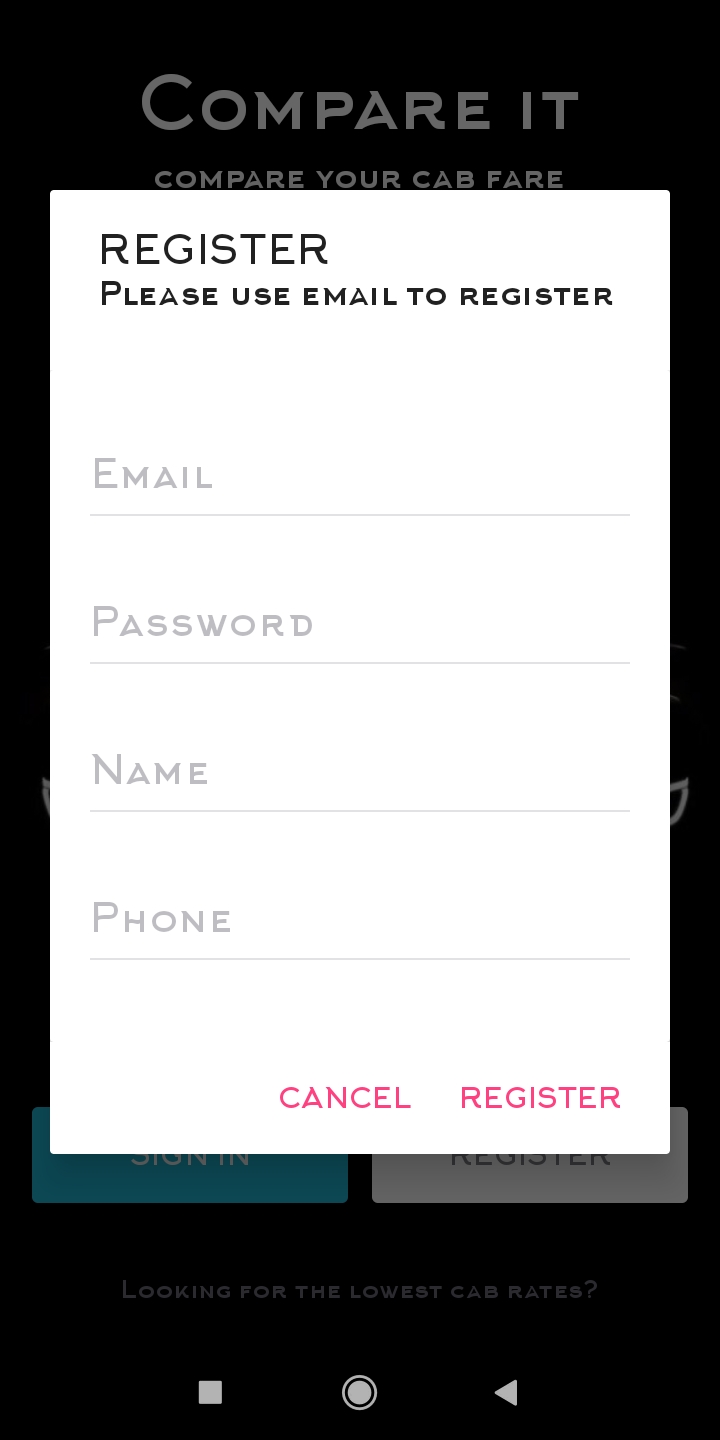 Compare it
compare your cab fare
REGISTER
Please use email to register
Email
Password
Name
Phone
CANCEL REGISTER
SIGN IN REGISTER
Looking for the lowest cab rates?